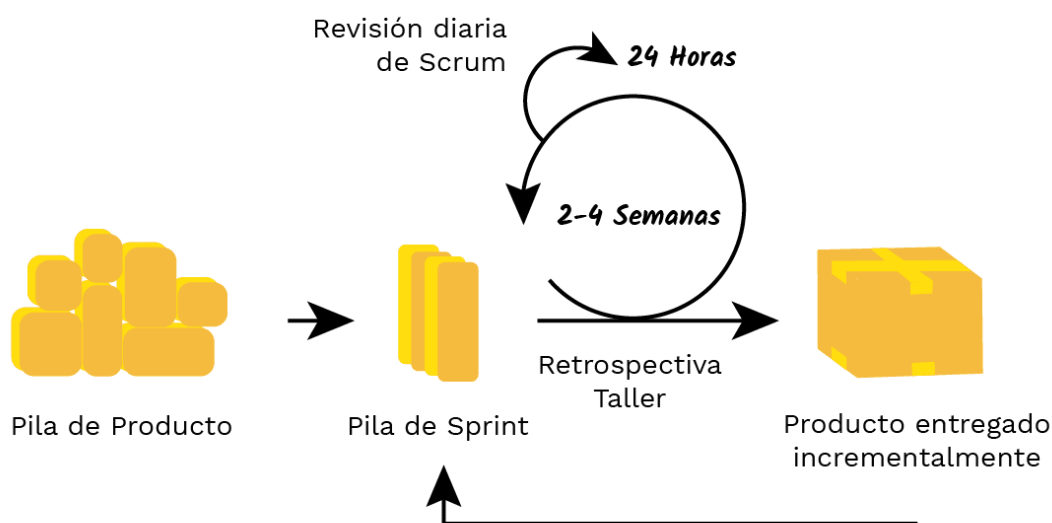 Revisión diaria
de Scrum
24 Horas
2-4 Semanas
Retrospectiva
Taller
Pila de Producto
Pila de Sprint
Producto entregado
incrementalmente